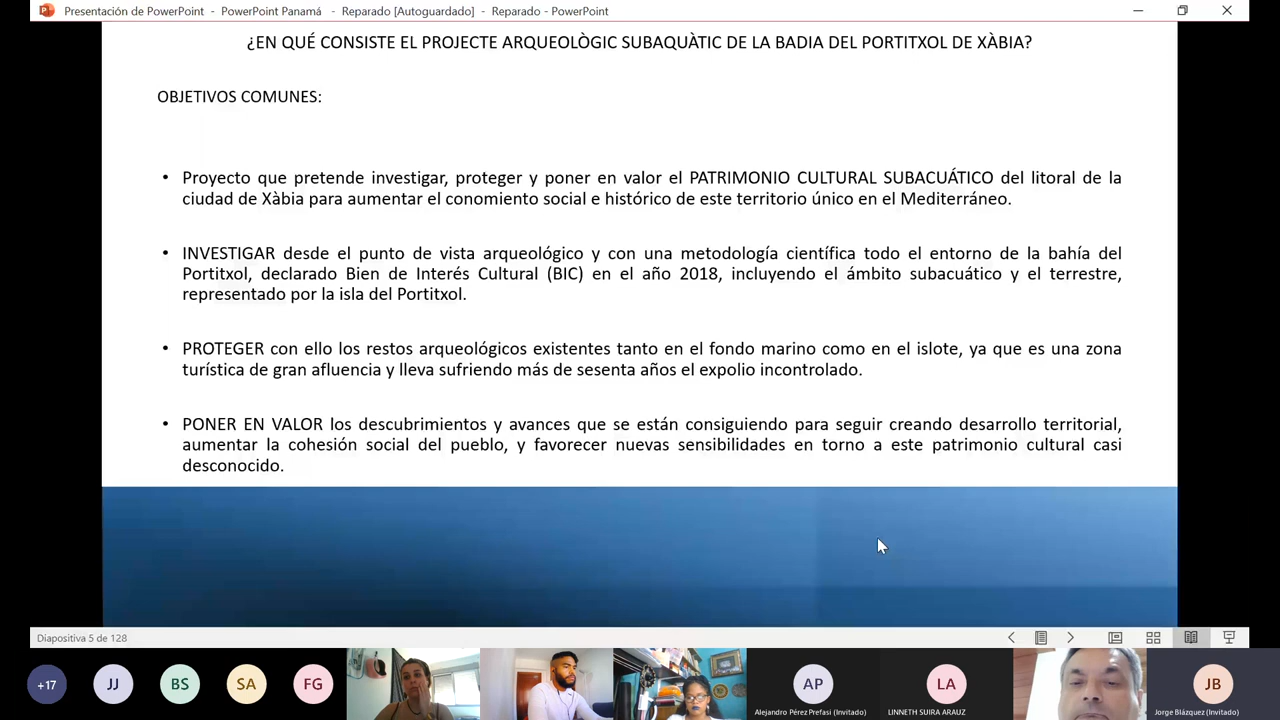 Presentación de PowerPoint - PowerPoint Panamá - Reparado [Autoguardado] - Reparado - PowerPoint
¿EN QUÉ CONSISTE EL PROJECTE ARQUEOLÒGIC SUBAQUÀTIC DE LA BADIA DEL PORTITXOL DE XÀBIA?
OBJETIVOS COMUNES:
• Proyecto que pretende investigar, proteger y poner en valor el PATRIMONIO CULTURAL SUBACUÁTICO del litoral de la
ciudad de Xàbia para aumentar el conomiento social e histórico de este territorio único en el Mediterráneo.
• INVESTIGAR desde el punto de vista arqueológico y con una metodología científica todo el entorno de la bahía del
Portitxol, declarado Bien de Interés Cultural (BIC) en el año 2018, incluyendo el ámbito subacuático y el terrestre,
representado por la isla del Portitxol.
• PROTEGER con ello los restos arqueológicos existentes tanto en el fondo marino como en el islote, ya que es una zona
turística de gran afluencia y lleva sufriendo más de sesenta años el expolio incontrolado.
• PONER EN VALOR los descubrimientos y avances que se están consiguiendo para seguir creando desarrollo territorial,
aumentar la cohesión social del pueblo, y favorecer nuevas sensibilidades en torno a este patrimonio cultural casi
desconocido.
Diapositiva 5 de 128
+17 JJ BS SA FG AP LA JB
Alejandro Pérez Prefasi (Invitado) LINNETH SUIRA ARAUZ Jorge Blázquez (Invitado)